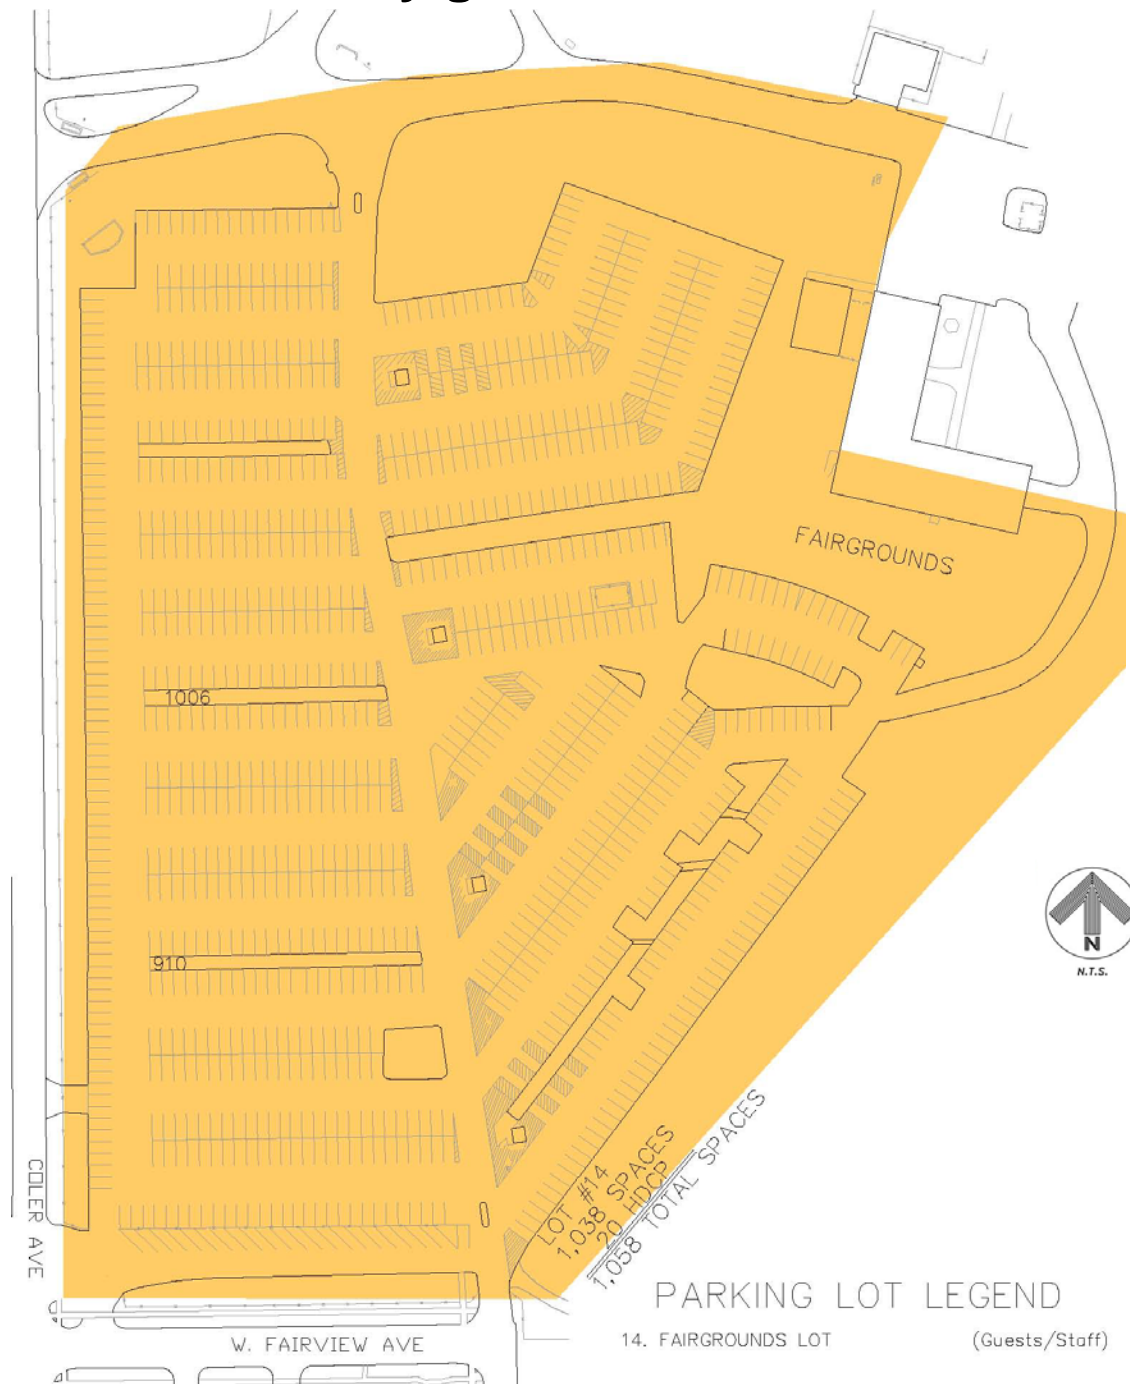 FAIRGROUNDS
1006
910
N
N.T.S.
COLER AVE
LOT #14
1,038 SPACES
20 HDCP
1,058 TOTAL SPACES
PARKING LOT LEGEND
14. FAIRGROUNDS LOT (Guests/Staff)
W. FAIRVIEW AVE